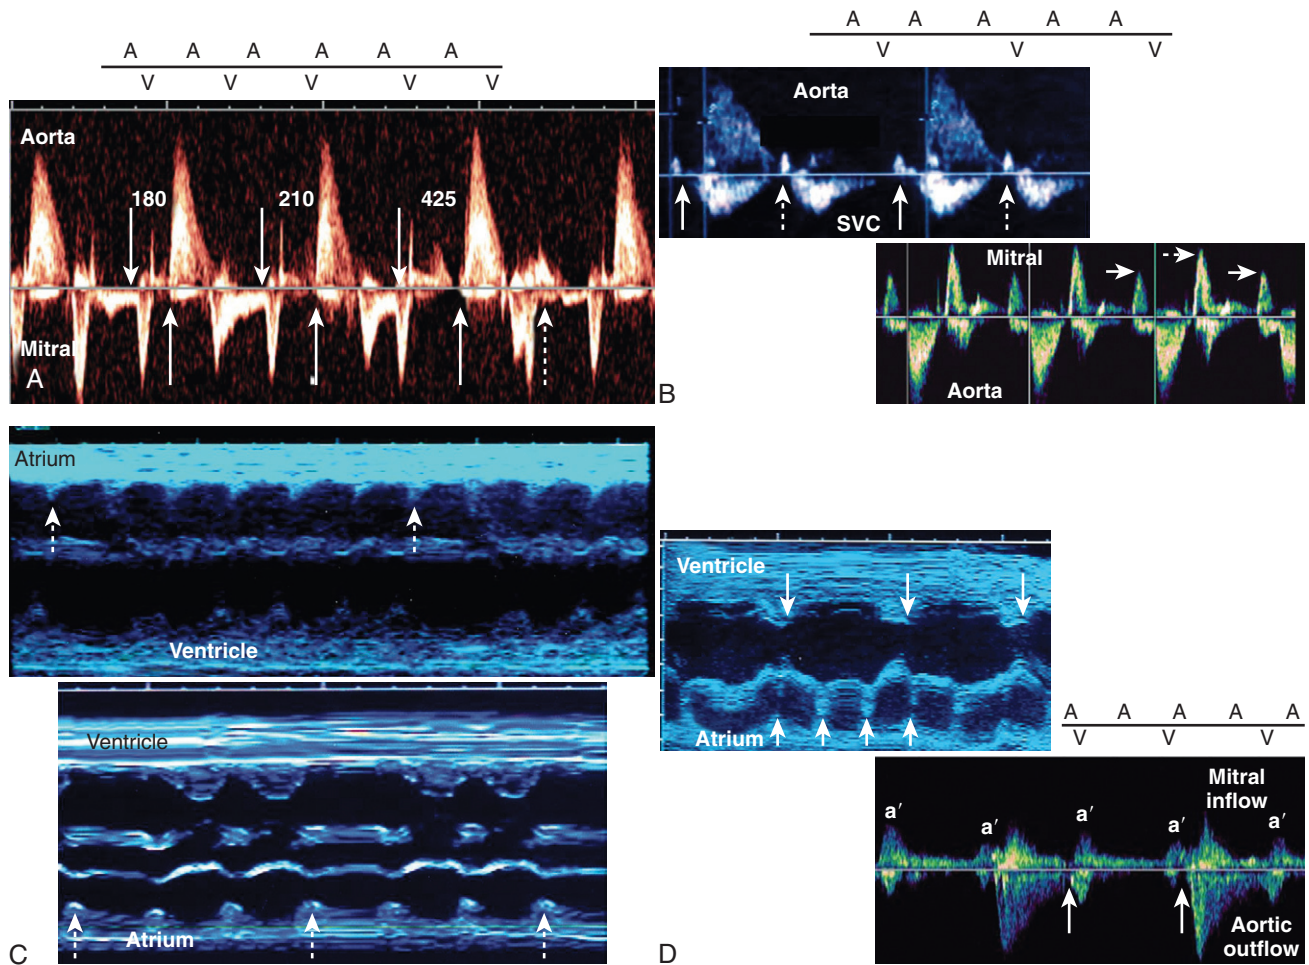 A A A A A A
V V V V V
Aorta
180 210 425
Mitral
A
A A A A A
V V V
Aorta
SVC
Mitral
Aorta
B
Atrium
Ventricle
Ventricle
Atrium
C
Ventricle
Atrium
A A A A A
V V V
Mitral
inflow
a′ a′ a′ a′ a′
Aortic
outflow
D